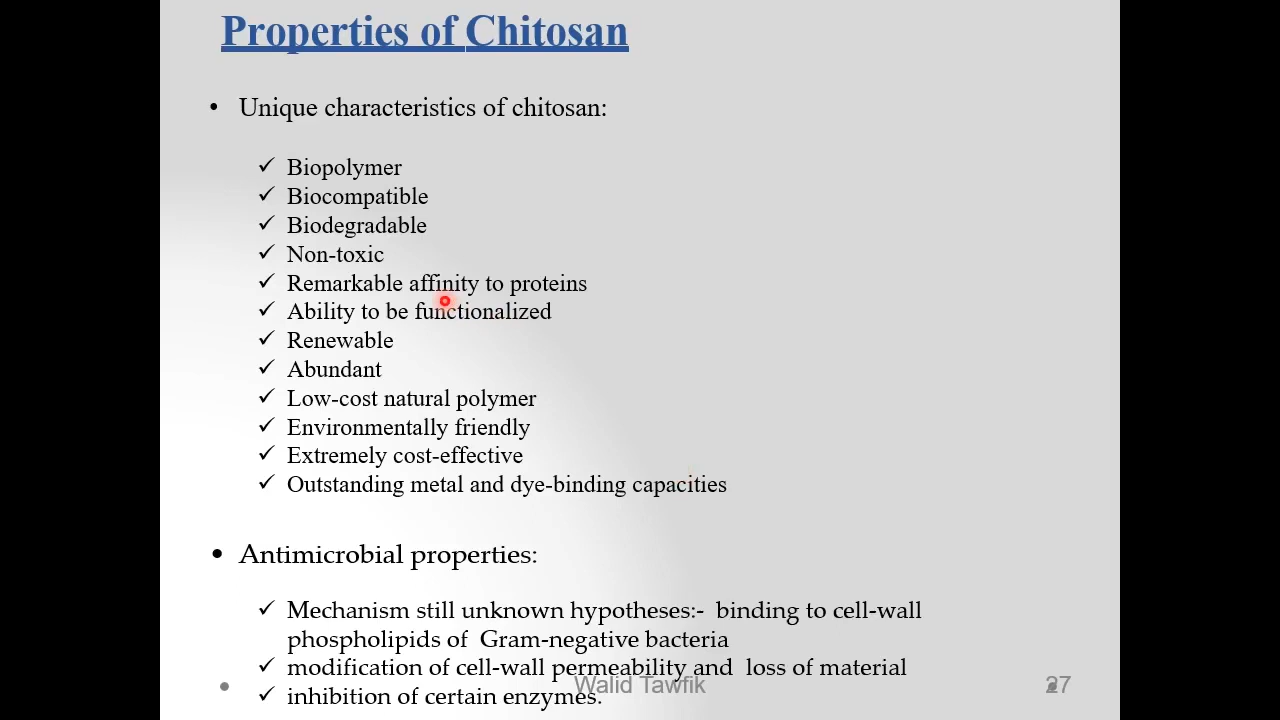 Properties of Chitosan
• Unique characteristics of chitosan:
✓ Biopolymer
✓ Biocompatible
✓ Biodegradable
✓ Non-toxic
✓ Remarkable affinity to proteins
✓ Ability to be functionalized
✓ Renewable
✓ Abundant
✓ Low-cost natural polymer
✓ Environmentally friendly
✓ Extremely cost-effective
✓ Outstanding metal and dye-binding capacities
• Antimicrobial properties:
✓ Mechanism still unknown hypotheses:- binding to cell-wall
phospholipids of Gram-negative bacteria
✓ modification of cell-wall permeability and loss of material
✓ inhibition of certain enzymes.
Walid Tawfik
27